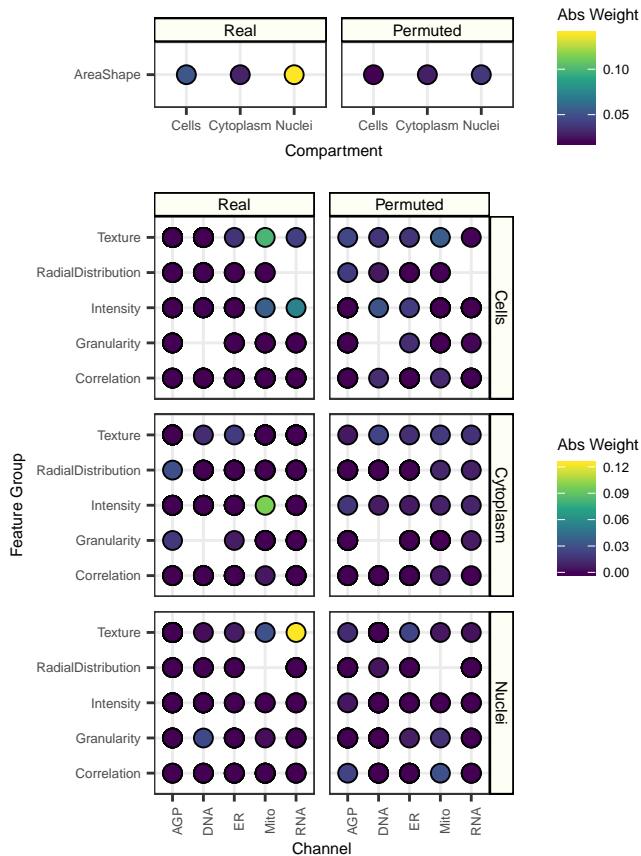 Abs Weight
Real Permuted
0.10
AreaShape
0.05
Cells Cytoplasm Nuclei Cells Cytoplasm Nuclei
Compartment
Real Permuted
Texture
RadialDistribution
Intensity
Granularity
Correlation
Cells
Texture
RadialDistribution
Intensity
Granularity
Correlation
Cytoplasm
Abs Weight
0.12
0.09
0.06
0.03
0.00
Feature Group
Texture
RadialDistribution
Intensity
Granularity
Correlation
Nuclei
AGP DNA ER Mito RNA AGP DNA ER Mito RNA
Channel